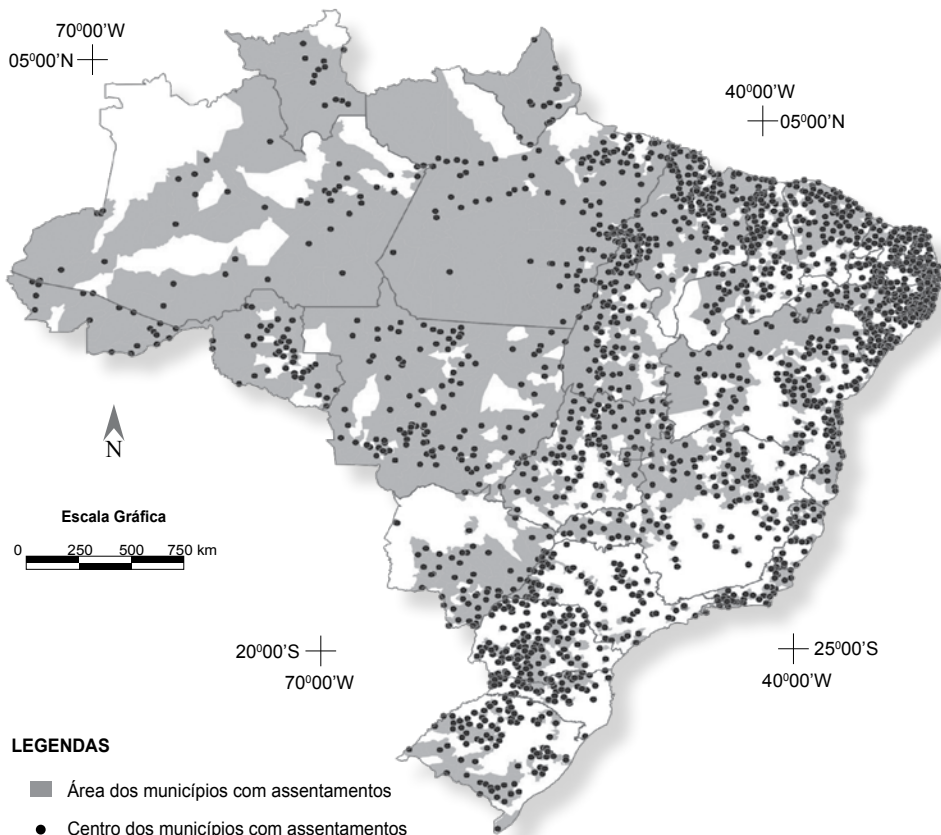 70⁰00'W
05⁰00'N
40⁰00'W
05⁰00'N
N
Escala Gráfica
0 250 500 750 km
20⁰00'S
70⁰00'W
25⁰00'S
40⁰00'W
LEGENDAS
Área dos municípios com assentamentos
Centro dos municípios com assentamentos